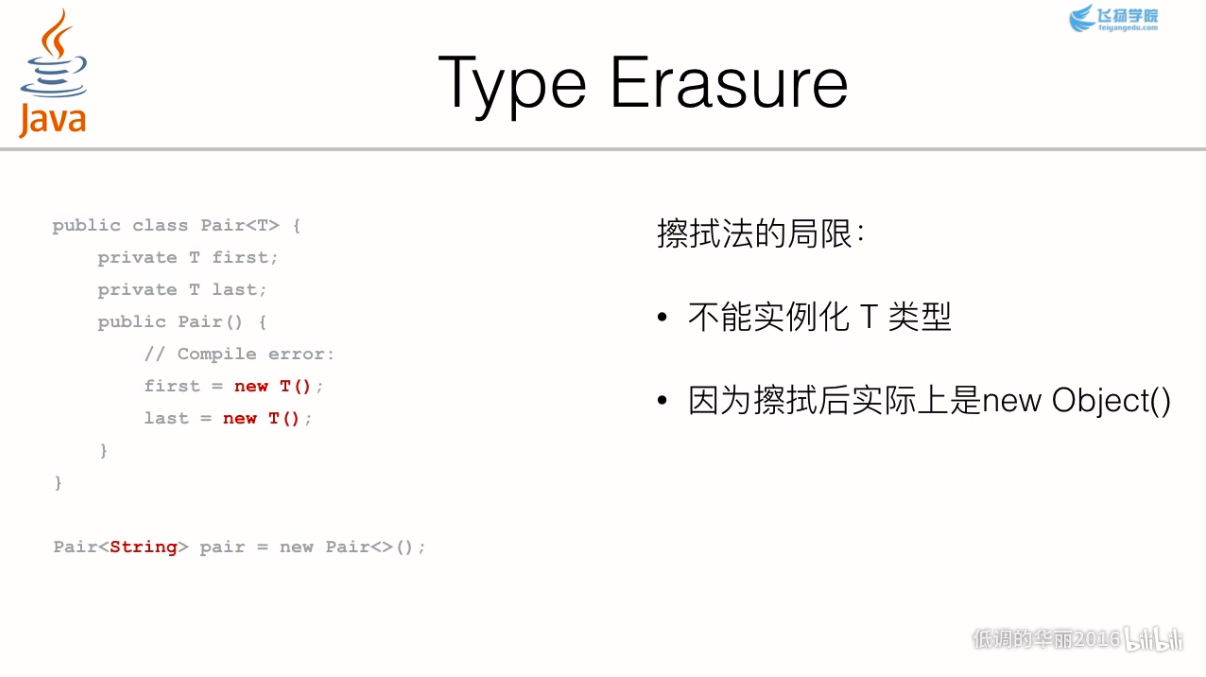 飞扬学院
feiyangedu.com
Java
Type Erasure
public class Pair<T> {
    private T first;
    private T last;
    public Pair() {
        // Compile error:
        first = new T();
        last = new T();
    }
}
Pair<String> pair = new Pair<>();
擦拭法的局限：
• 不能实例化 T 类型
• 因为擦拭后实际上是new Object()
低调的华丽2016 bilibili